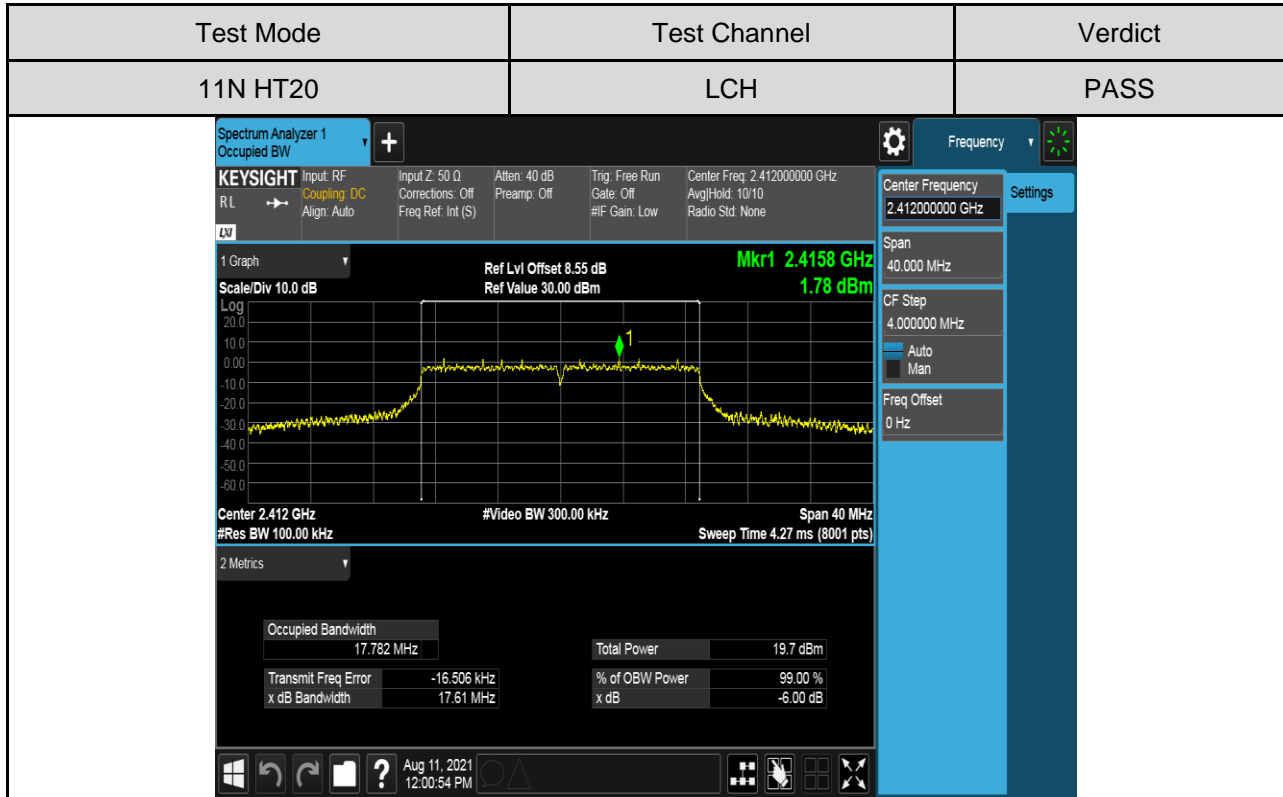 Test Mode Test Channel Verdict
11N HT20 LCH PASS
Spectrum Analyzer 1
Occupied BW
+
Frequency
KEYSIGHT Input: RF Input Z: 50 Ω Atten: 40 dB Trig: Free Run Center Freq: 2.412000000 GHz
RL Coupling: DC Corrections: Off Preamp: Off Gate: Off Avg|Hold: 10/10
Align: Auto Freq Ref: Int (S) #IF Gain: Low Radio Std: None
LXI
Center Frequency Settings
2.412000000 GHz
Span
40.000 MHz
CF Step
4.000000 MHz
Auto
Man
Freq Offset
0 Hz
1 Graph Ref Lvl Offset 8.55 dB Mkr1 2.4158 GHz
Scale/Div 10.0 dB Ref Value 30.00 dBm 1.78 dBm
Log
20.0
10.0
1
0.00
-10.0
-20.0
-30.0
-40.0
-50.0
-60.0
Center 2.412 GHz #Video BW 300.00 kHz Span 40 MHz
#Res BW 100.00 kHz Sweep Time 4.27 ms (8001 pts)
2 Metrics
Occupied Bandwidth
17.782 MHz Total Power 19.7 dBm
Transmit Freq Error -16.506 kHz % of OBW Power 99.00 %
x dB Bandwidth 17.61 MHz x dB -6.00 dB
? Aug 11, 2021
12:00:54 PM